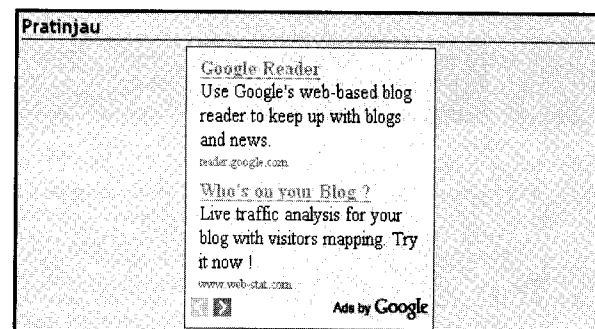 Pratinjau
Google Reader
Use Google's web-based blog
reader to keep up with blogs
and news.
reader.google.com
Who's on your Blog ?
Live traffic analysis for your
blog with visitors mapping. Try
it now !
www.web-stat.com
Ads by Google